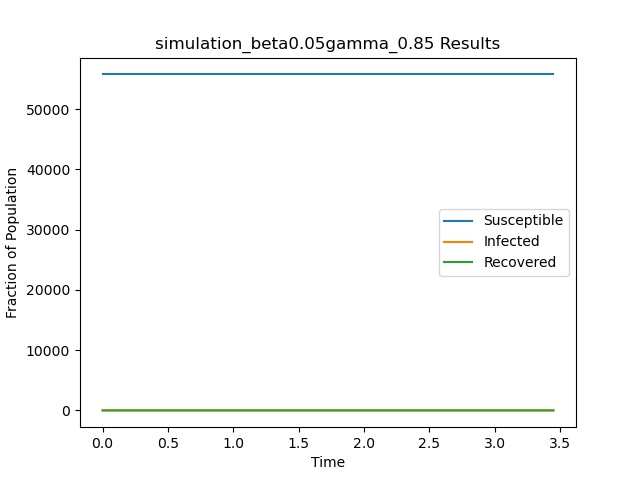 simulation_beta0.05gamma_0.85 Results
Fraction of Population
50000
40000
30000
20000
10000
0
Susceptible
Infected
Recovered
0.0 0.5 1.0 1.5 2.0 2.5 3.0 3.5
Time